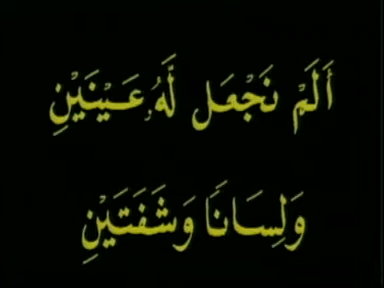 أَلَمْ نَجْعَل لَّهُۥ عَيْنَيْنِ
وَلِسَانًا وَشَفَتَيْنِ